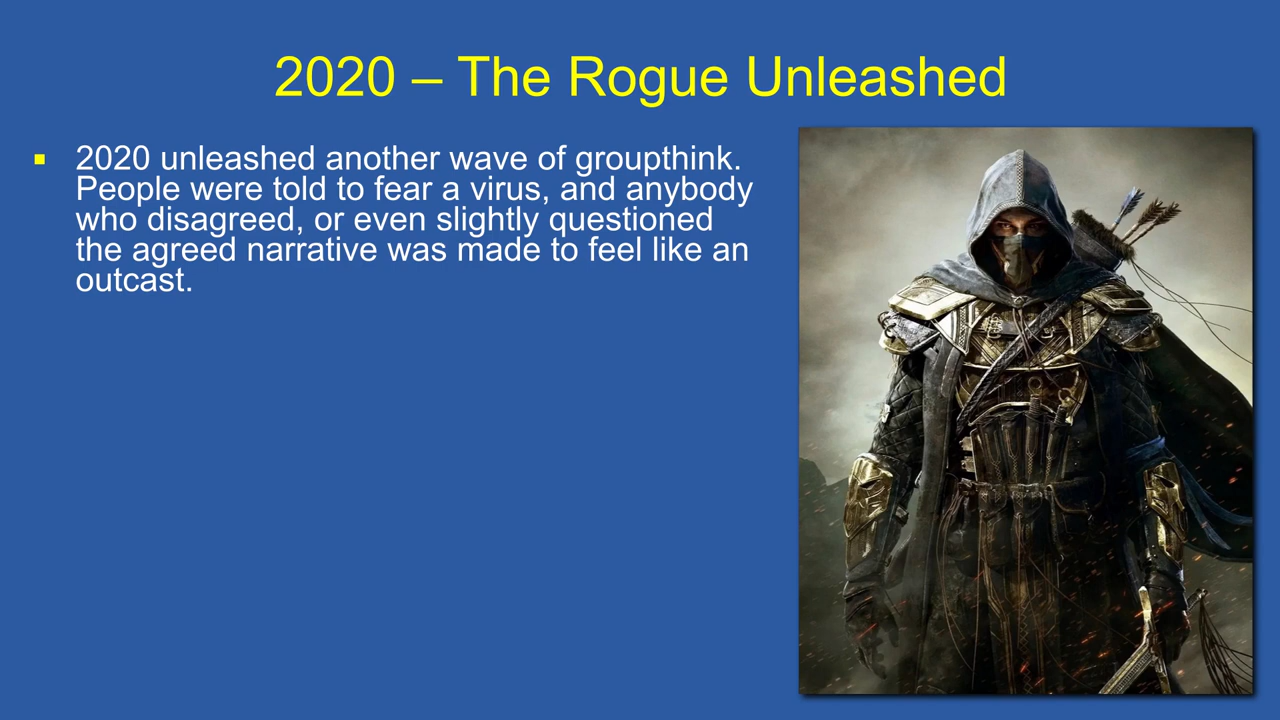 2020 – The Rogue Unleashed
2020 unleashed another wave of groupthink.
People were told to fear a virus, and anybody
who disagreed, or even slightly questioned
the agreed narrative was made to feel like an
outcast.